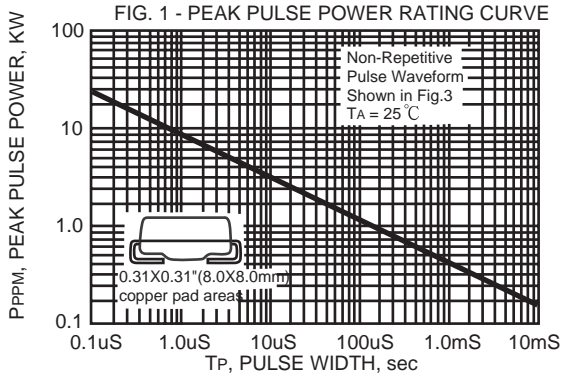 FIG. 1 - PEAK PULSE POWER RATING CURVE
PPPM, PEAK PULSE POWER, KW
100
10
1.0
0.1
Non-Repetitive
Pulse Waveform
Shown in Fig.3
TA = 25℃
0.31X0.31"(8.0X8.0mm)
copper pad areas
0.1uS 1.0uS 10uS 100uS 1.0mS 10mS
TP, PULSE WIDTH, sec